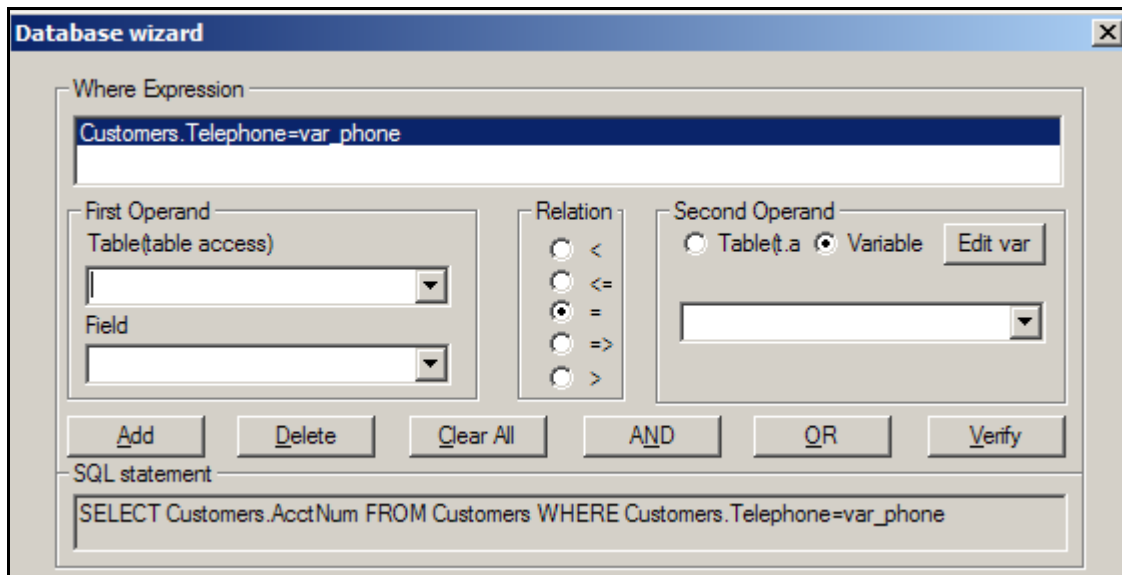 Database wizard
Where Expression
Customers.Telephone=var_phone
First Operand
Table(table access)
Field
Relation
<
<=
=
=>
>
Second Operand
Table(t.a Variable Edit var
Add Delete Clear All AND OR Verify
SQL statement
SELECT Customers.AcctNum FROM Customers WHERE Customers.Telephone=var_phone